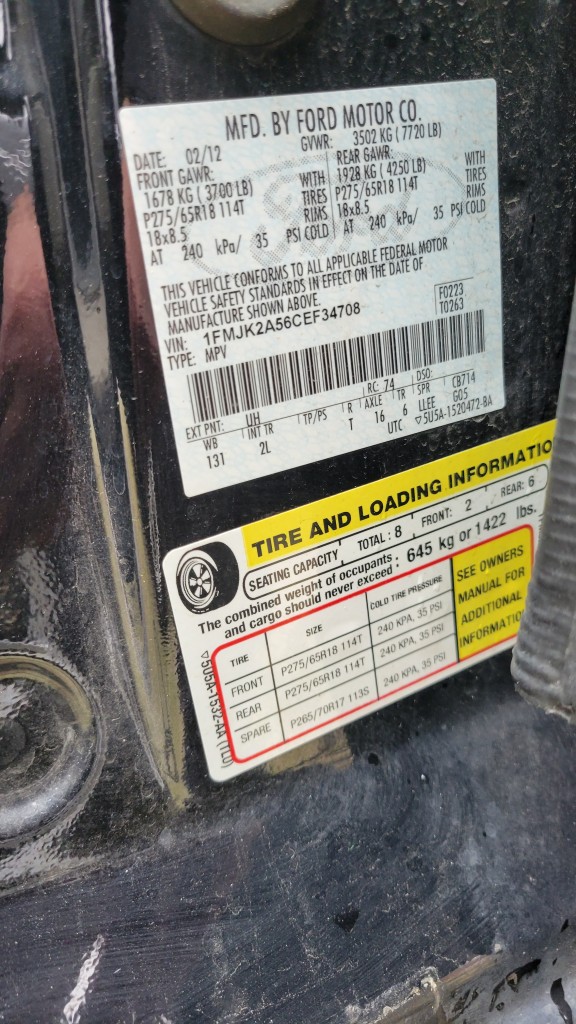 MFD. BY FORD MOTOR CO.
DATE: 02/12 GVWR: 3502 KG ( 7720 LB)
FRONT GAWR: REAR GAWR:
1678 KG ( 3700 LB) WITH 1928 KG ( 4250 LB) WITH
P275/65R18 114T TIRES P275/65R18 114T TIRES
18x8.5 RIMS 18x8.5 RIMS
AT 240 kPa/ 35 PSI COLD AT 240 kPa/ 35 PSI COLD
THIS VEHICLE CONFORMS TO ALL APPLICABLE FEDERAL MOTOR
VEHICLE SAFETY STANDARDS IN EFFECT ON THE DATE OF
MANUFACTURE SHOWN ABOVE.
VIN: 1FMJK2A56CEF34708 F0223
TYPE: MPV T0263
EXT PNT: UH RC: 74 DSO:
WB INT TR TP/PS R AXLE TR SPR CB714
131 2L T 16 6 LLEE G05
UTC ▽5U5A-1520472-BA
Ford
TIRE AND LOADING INFORMATIO
SEATING CAPACITY TOTAL : 8 FRONT: 2 REAR: 6
The combined weight of occupants
and cargo should never exceed : 645 kg or 1422 lbs.
TIRE SIZE COLD TIRE PRESSURE
FRONT P275/65R18 114T 240 KPA, 35 PSI
REAR P275/65R18 114T 240 KPA, 35 PSI
SPARE P265/70R17 113S 240 KPA, 35 PSI
SEE OWNERS
MANUAL FOR
ADDITIONAL
INFORMATIO
▽5U5A-1532-AA (TLU)